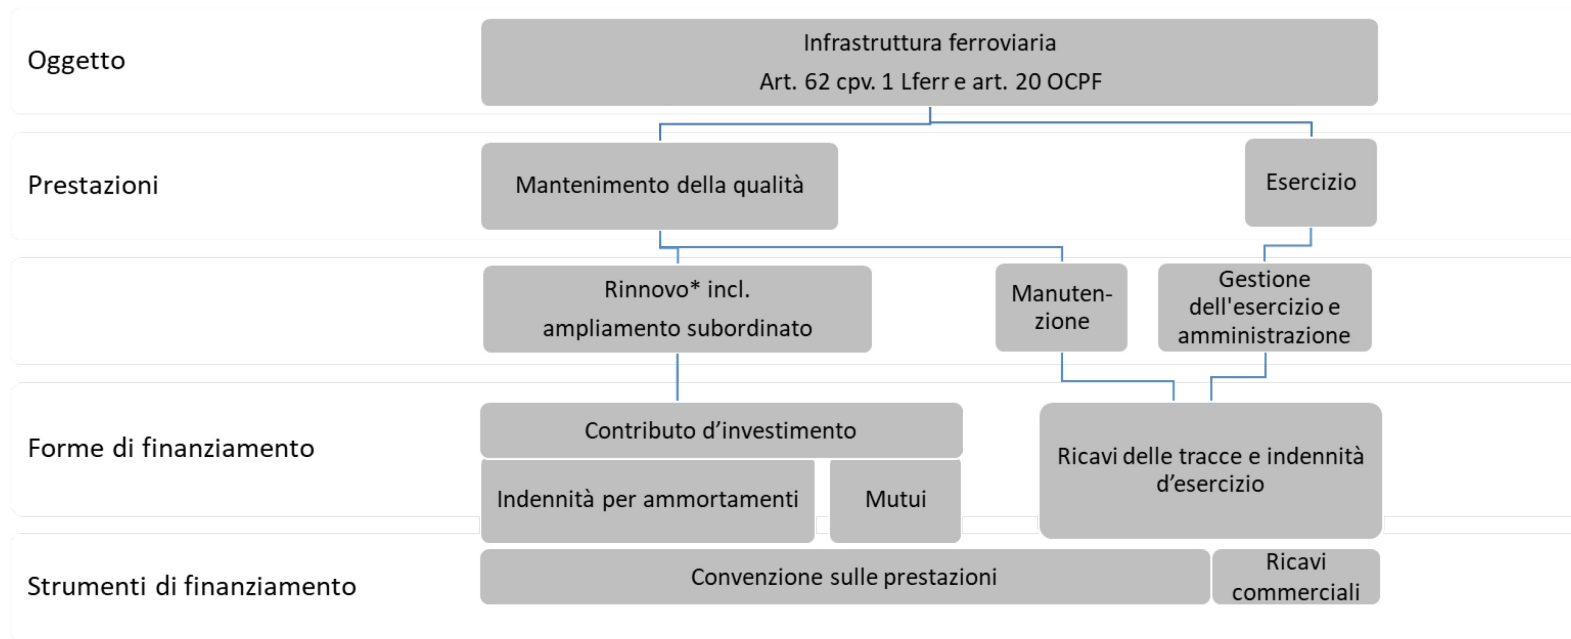 Oggetto
Infrastruttura ferroviaria
Art. 62 cpv. 1 Lferr e art. 20 OCPF
Prestazioni
Mantenimento della qualità
Esercizio
Rinnovo* incl.
ampliamento subordinato
Manuten-
zione
Gestione
dell'esercizio e
amministrazione
Forme di finanziamento
Contributo d’investimento
Indennità per ammortamenti
Mutui
Ricavi delle tracce e indennità
d’esercizio
Strumenti di finanziamento
Convenzione sulle prestazioni
Ricavi
commerciali